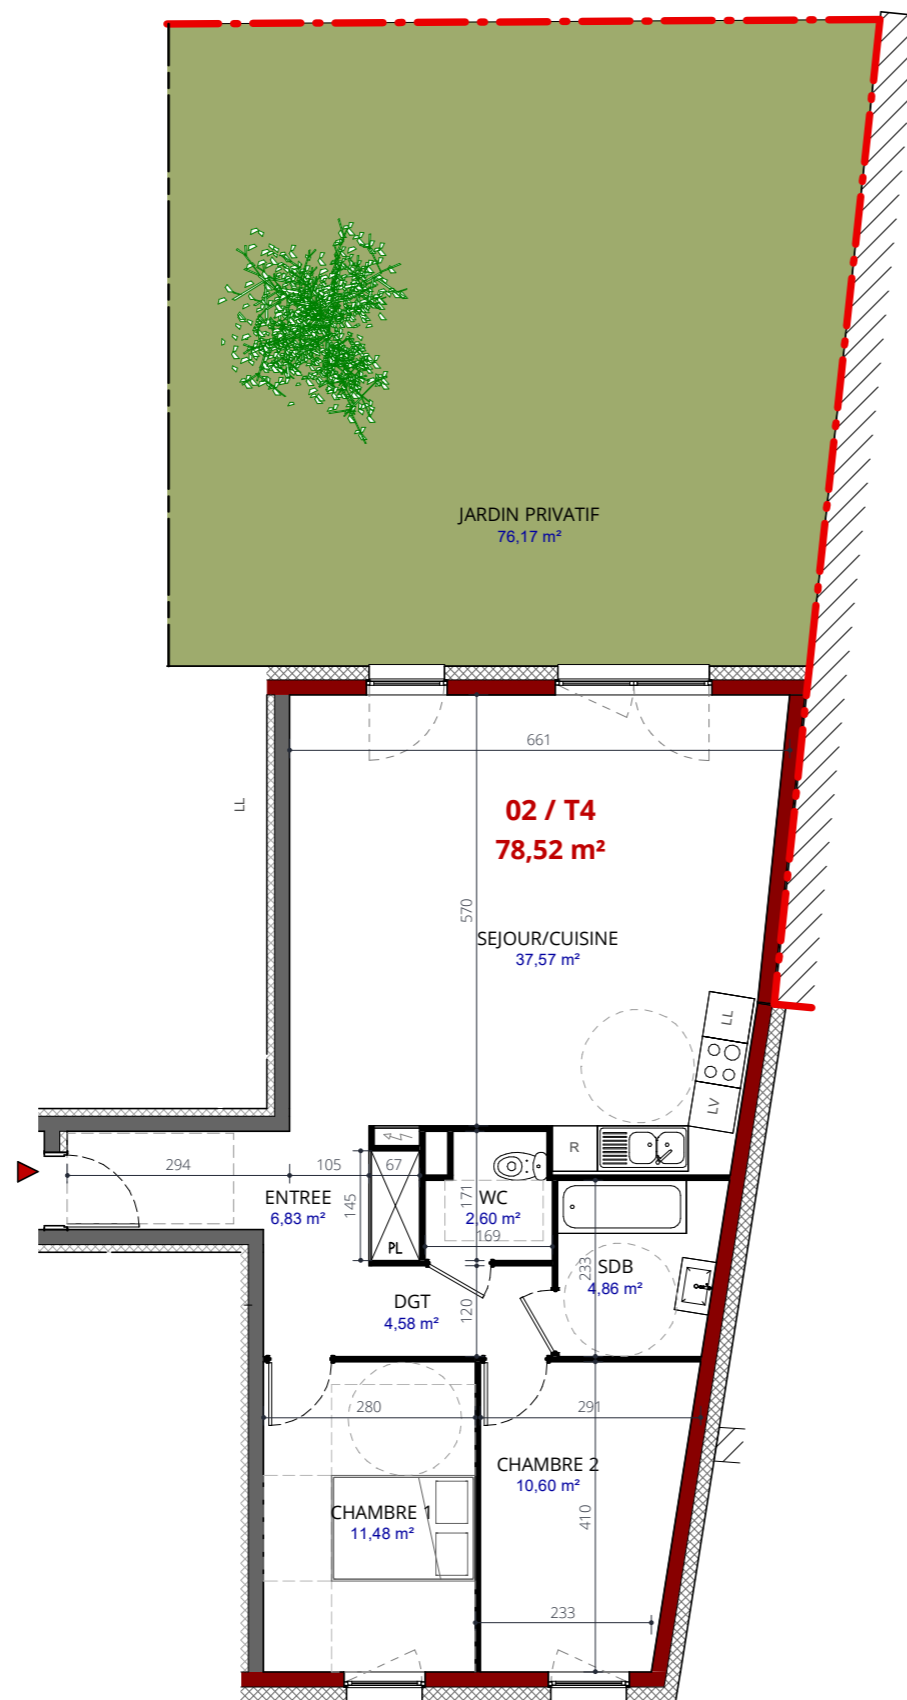 JARDIN PRIVATIF
76,17 m²
661
LL
02 / T4
78,52 m²
570
SEJOUR/CUISINE
37,57 m²
LL
LV
R
294
105
67
ENTREE
6,83 m²
145
PL
171
WC
2,60 m²
169
SDB
4,86 m²
233
DGT
4,58 m²
120
280
291
CHAMBRE 2
10,60 m²
CHAMBRE 1
11,48 m²
410
233